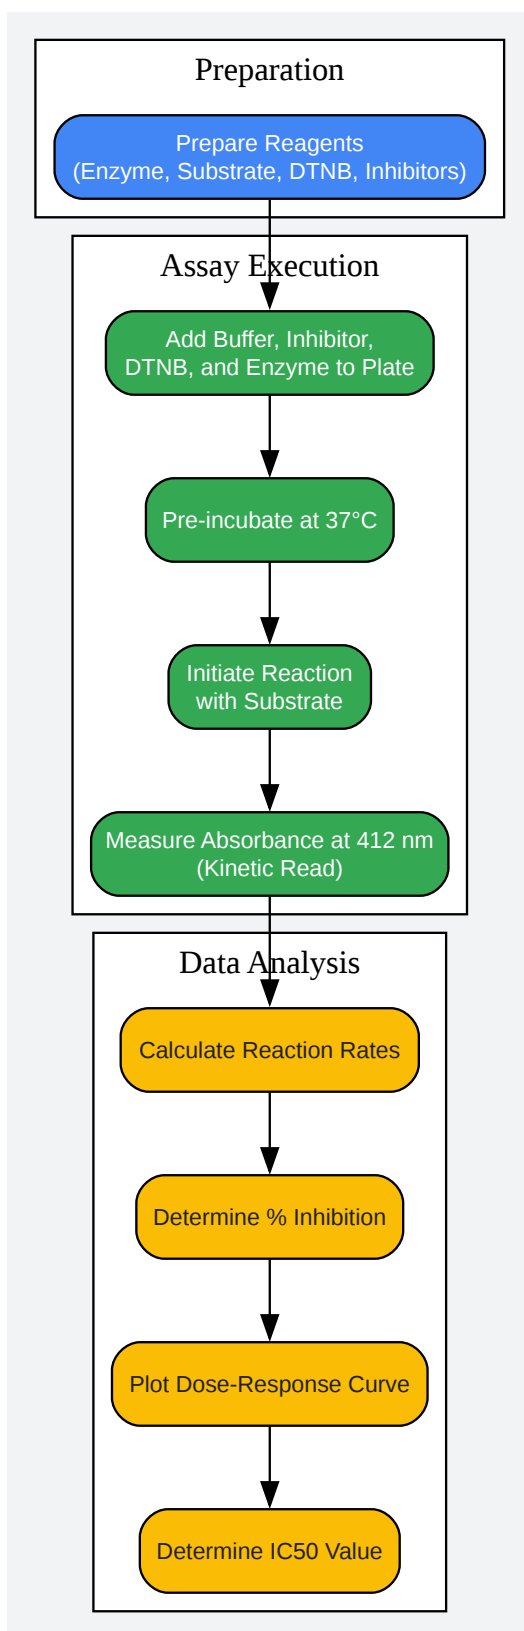 Preparation
Prepare Reagents
(Enzyme, Substrate, DTNB, Inhibitors)
Assay Execution
Add Buffer, Inhibitor,
DTNB, and Enzyme to Plate
Pre-incubate at 37°C
Initiate Reaction
with Substrate
Measure Absorbance at 412 nm
(Kinetic Read)
Data Analysis
Calculate Reaction Rates
Determine % Inhibition
Plot Dose-Response Curve
Determine IC50 Value